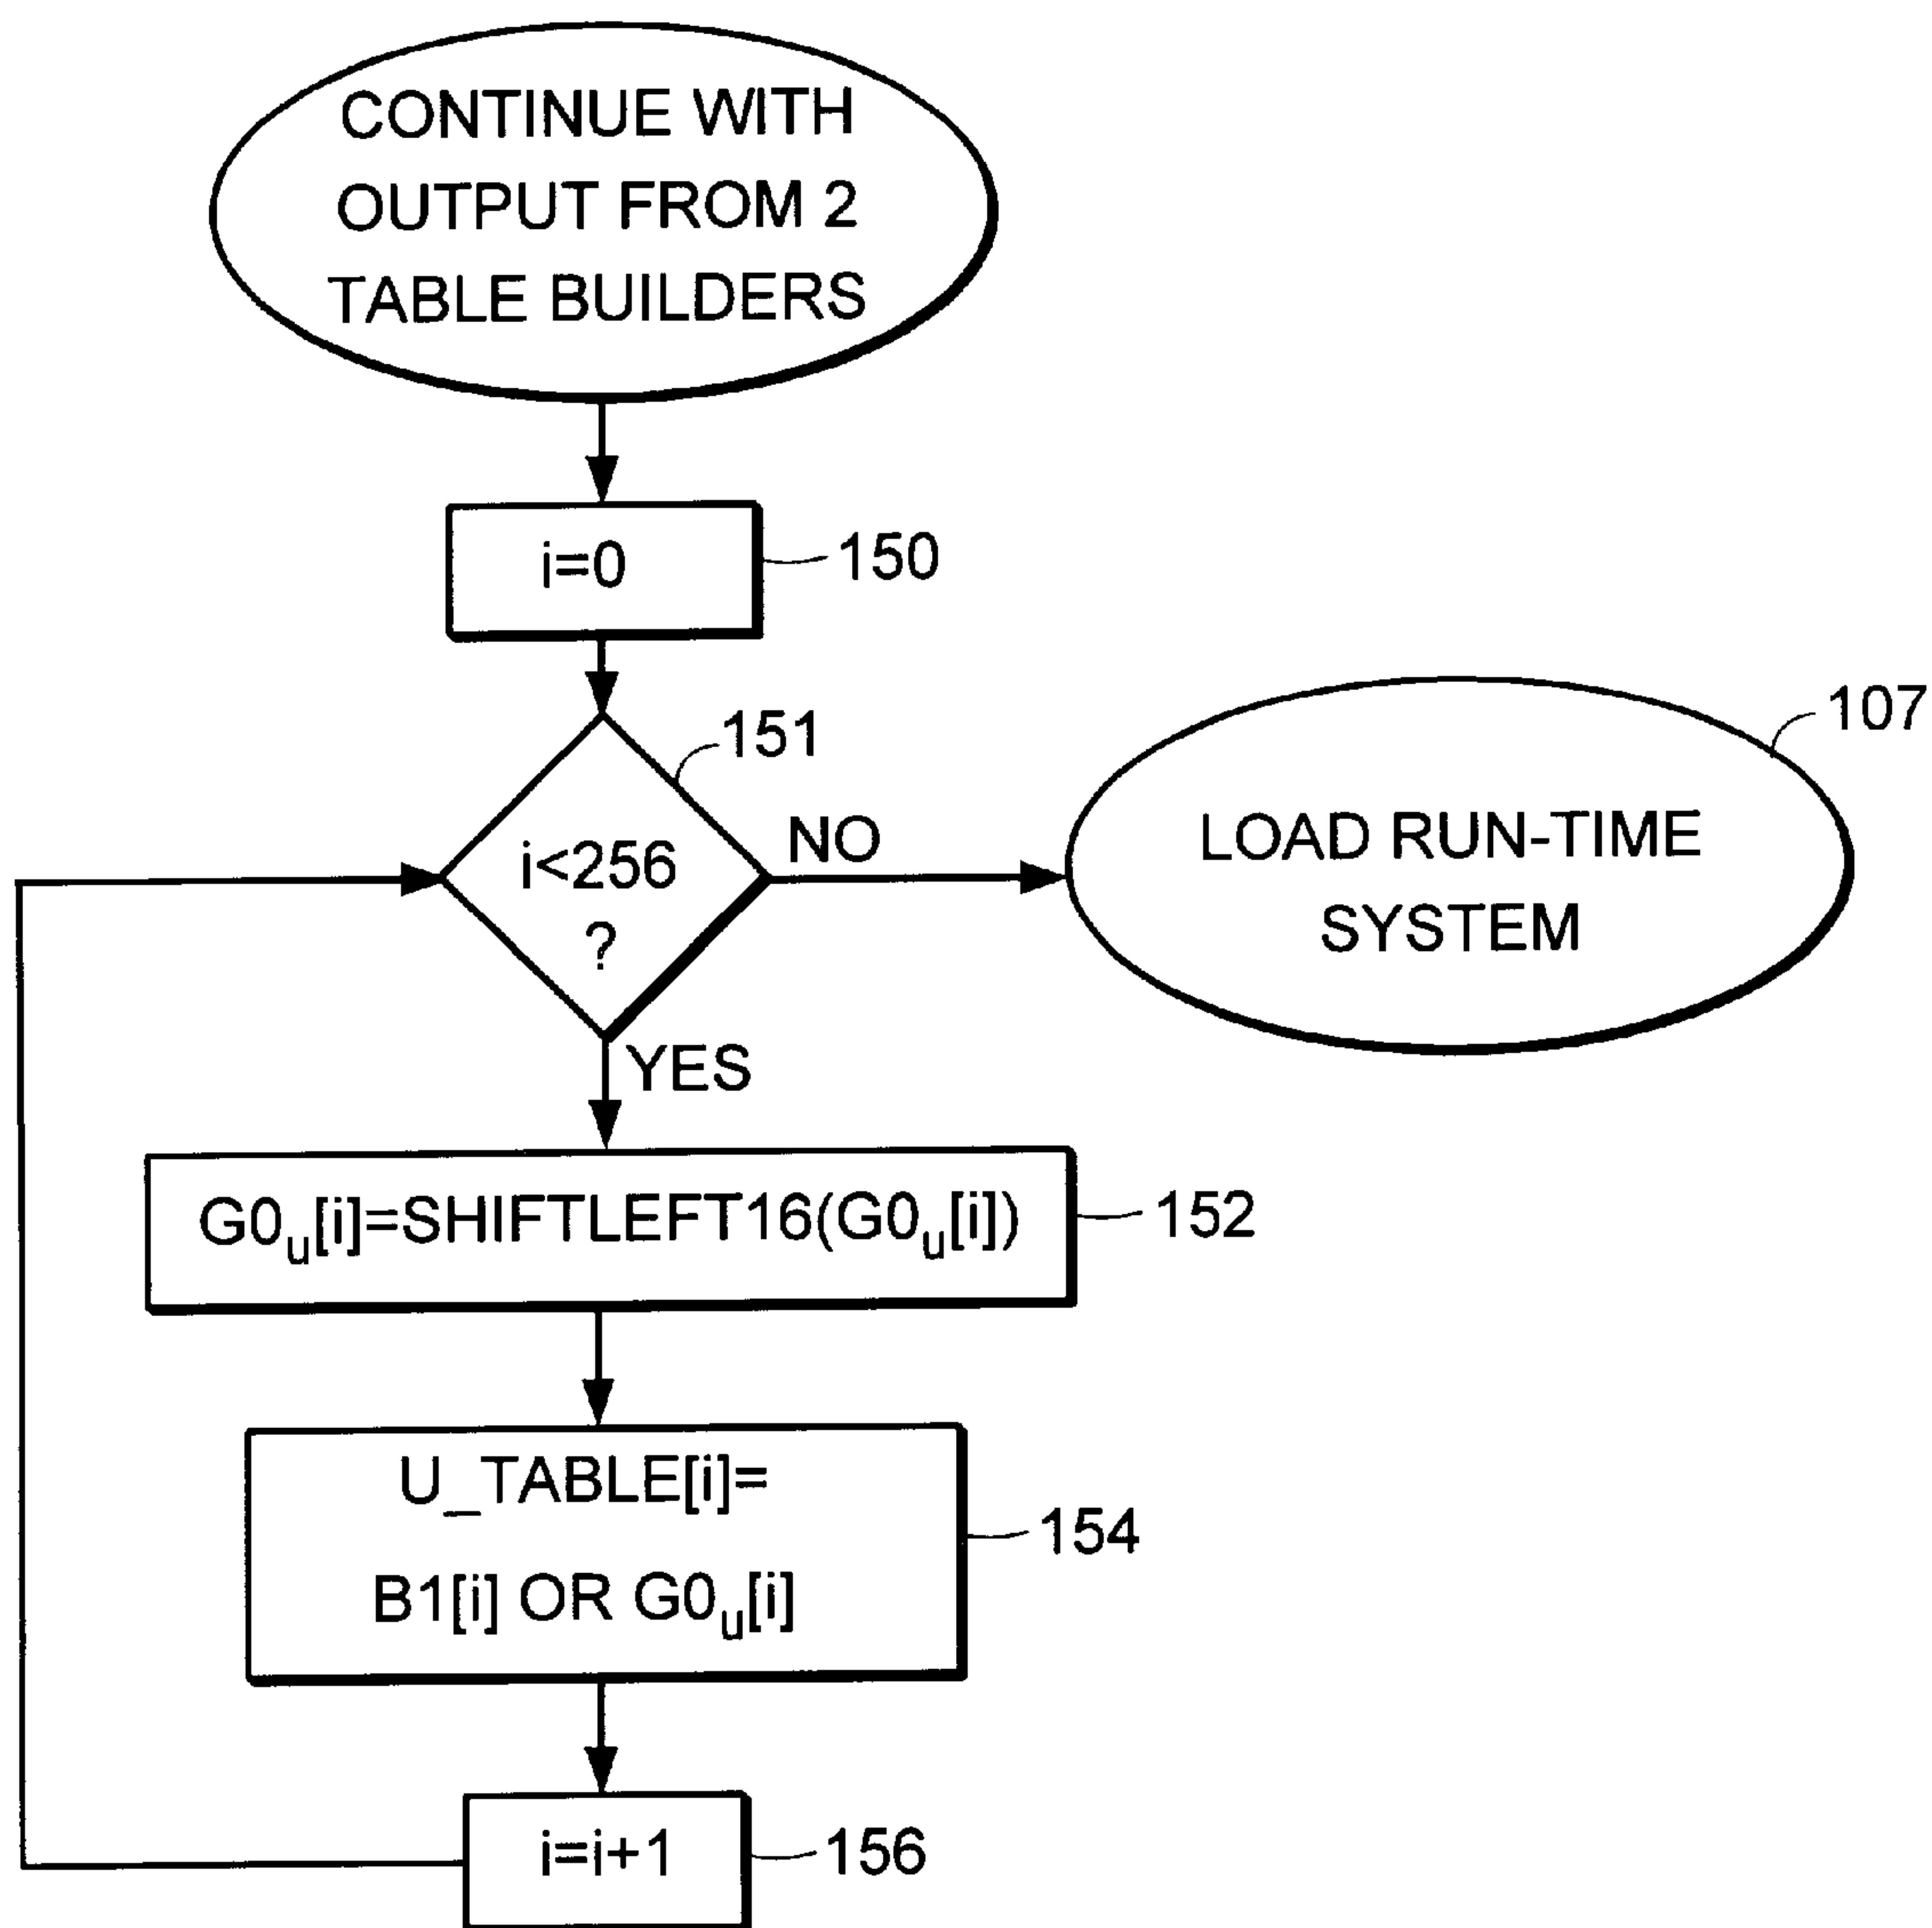 CONTINUE WITH
OUTPUT FROM 2
TABLE BUILDERS
i=0
150
151
i<256
?
NO
107
LOAD RUN-TIME
SYSTEM
YES
G0u[i]=SHIFTLEFT16(G0u[i])
152
U_TABLE[i]=
B1[i] OR G0u[i]
154
i=i+1
156